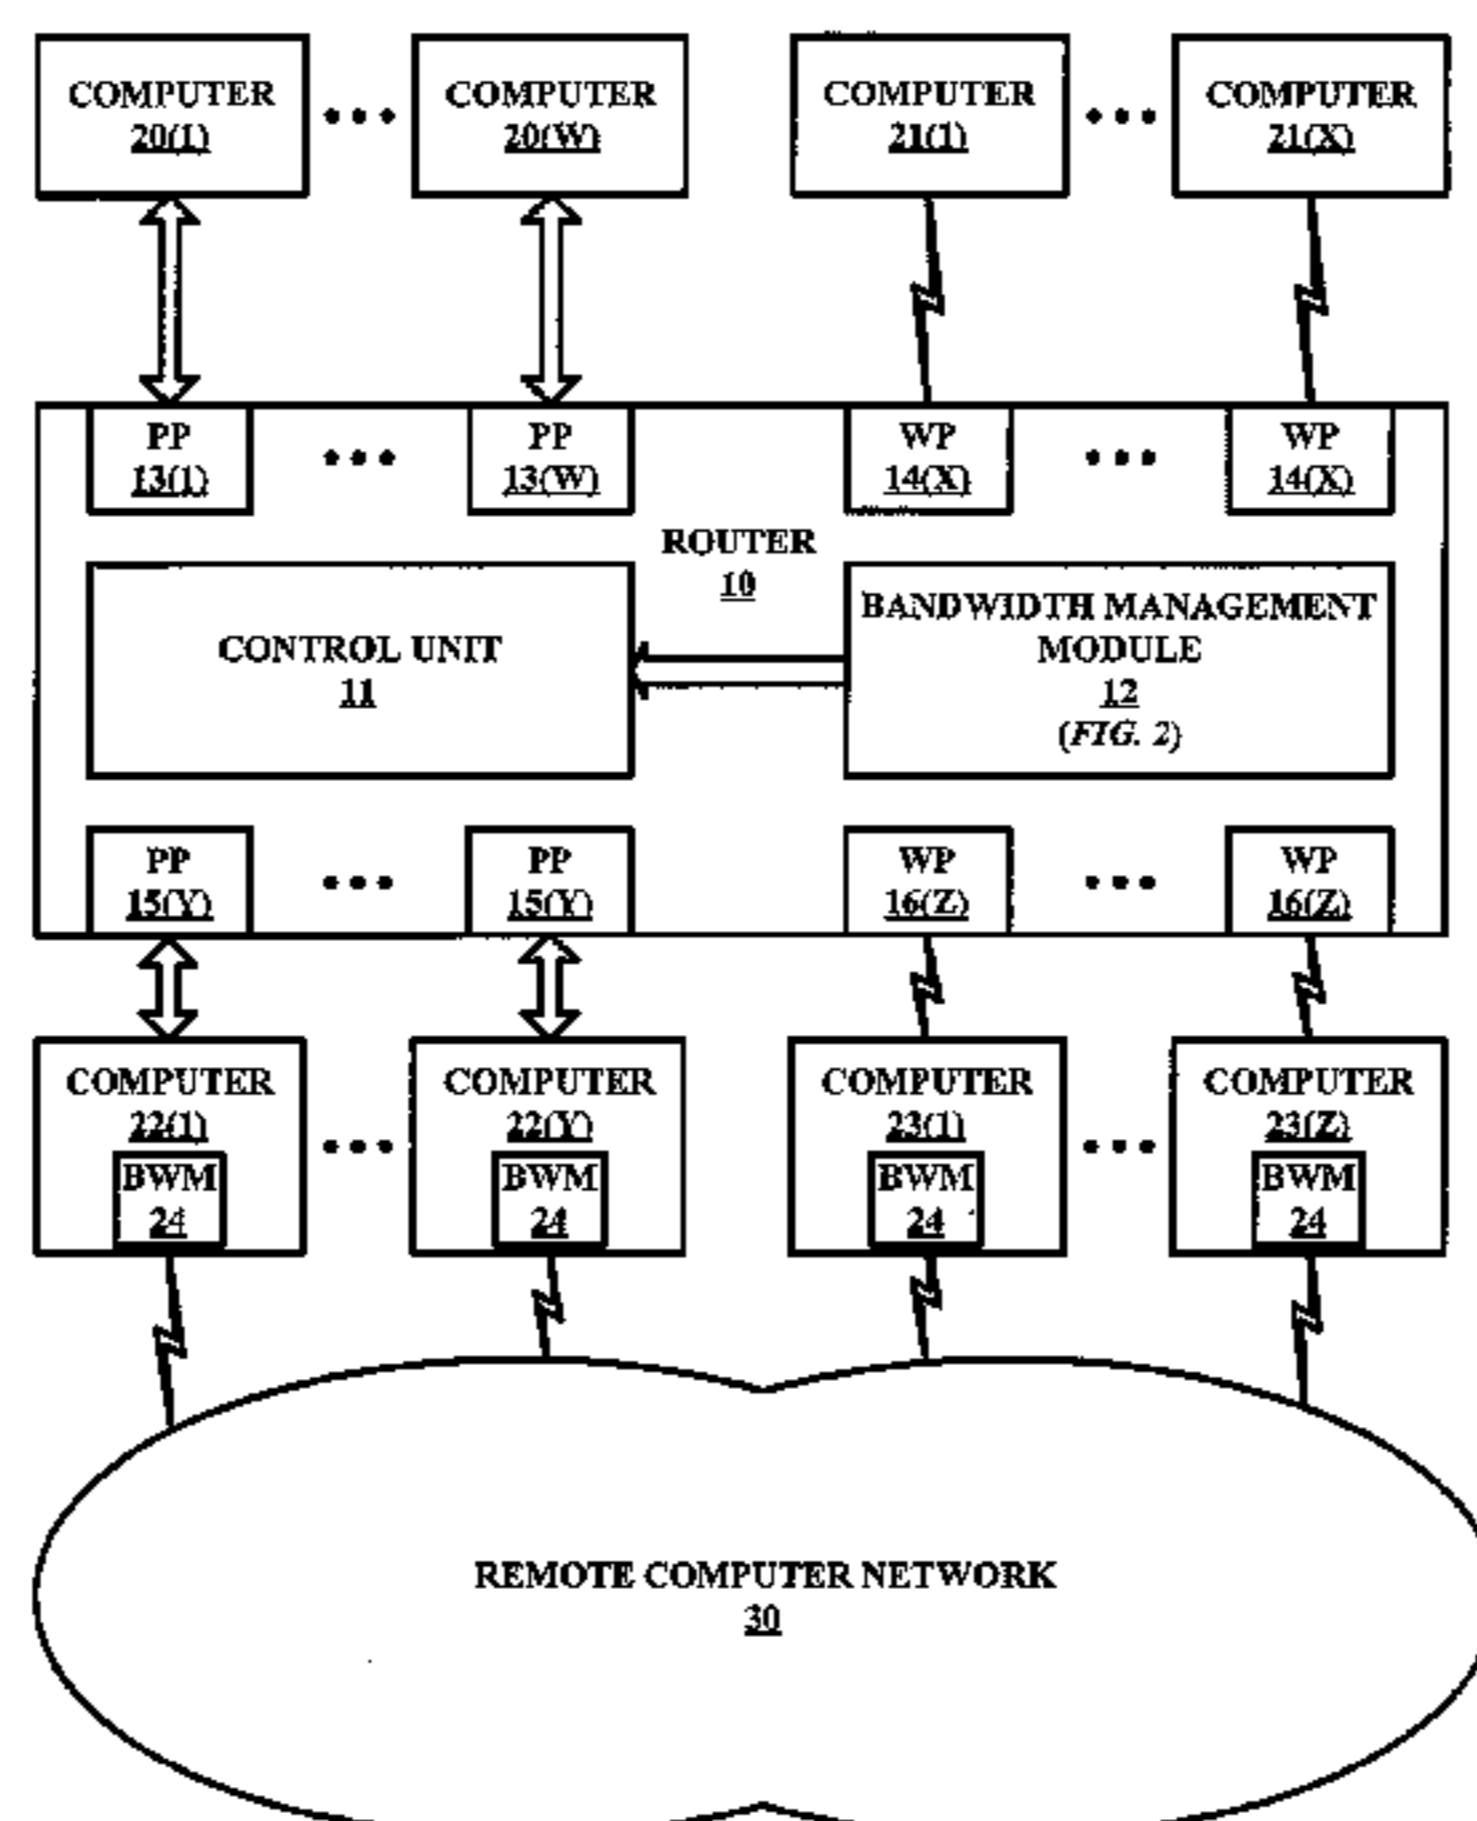 COMPUTER
20(1)
COMPUTER
20(W)
COMPUTER
21(1)
COMPUTER
21(X)
PP
13(1)
PP
13(W)
WP
14(X)
WP
14(X)
ROUTER
10
CONTROL UNIT
11
BANDWIDTH MANAGEMENT
MODULE
12
(FIG. 2)
PP
15(Y)
PP
15(Y)
WP
16(Z)
WP
16(Z)
COMPUTER
22(1)
BWM
24
COMPUTER
22(Y)
BWM
24
COMPUTER
23(1)
BWM
24
COMPUTER
23(Z)
BWM
24
REMOTE COMPUTER NETWORK
30